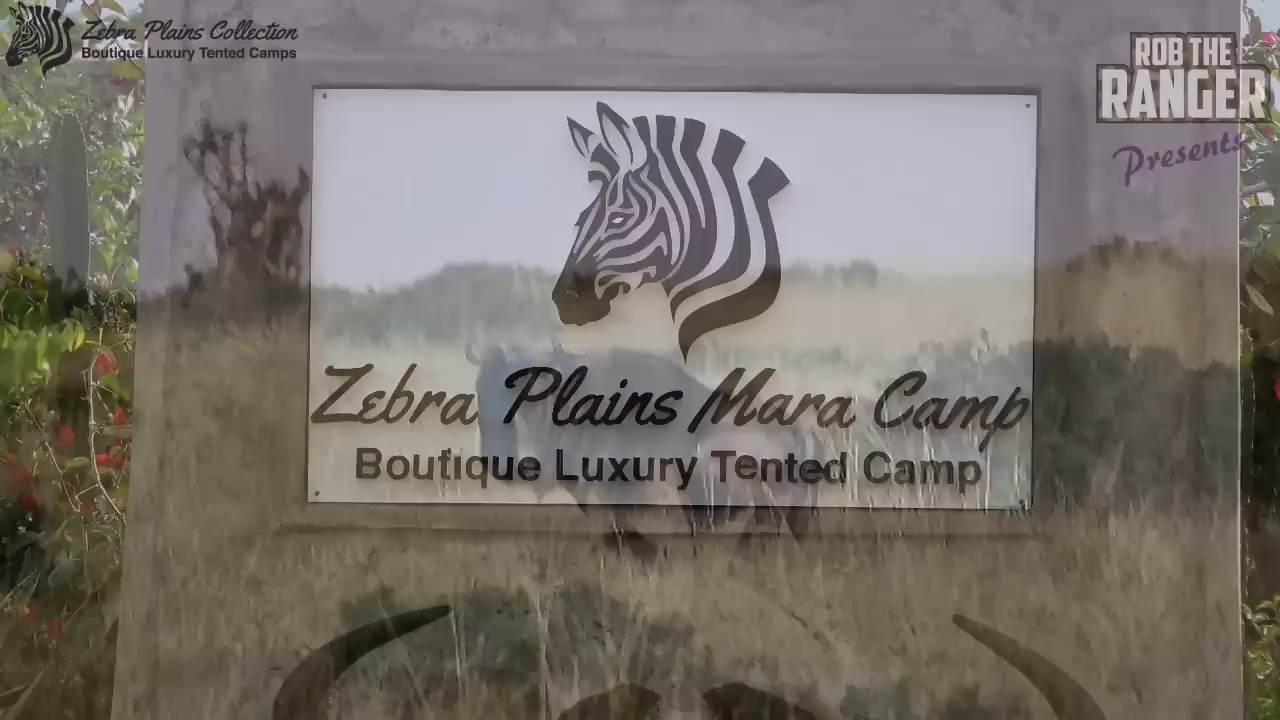 Zebra Plains Collection
Boutique Luxury Tented Camps
ROB THE
RANGER
Presents
Zebra Plains Mara Camp
Boutique Luxury Tented Camp